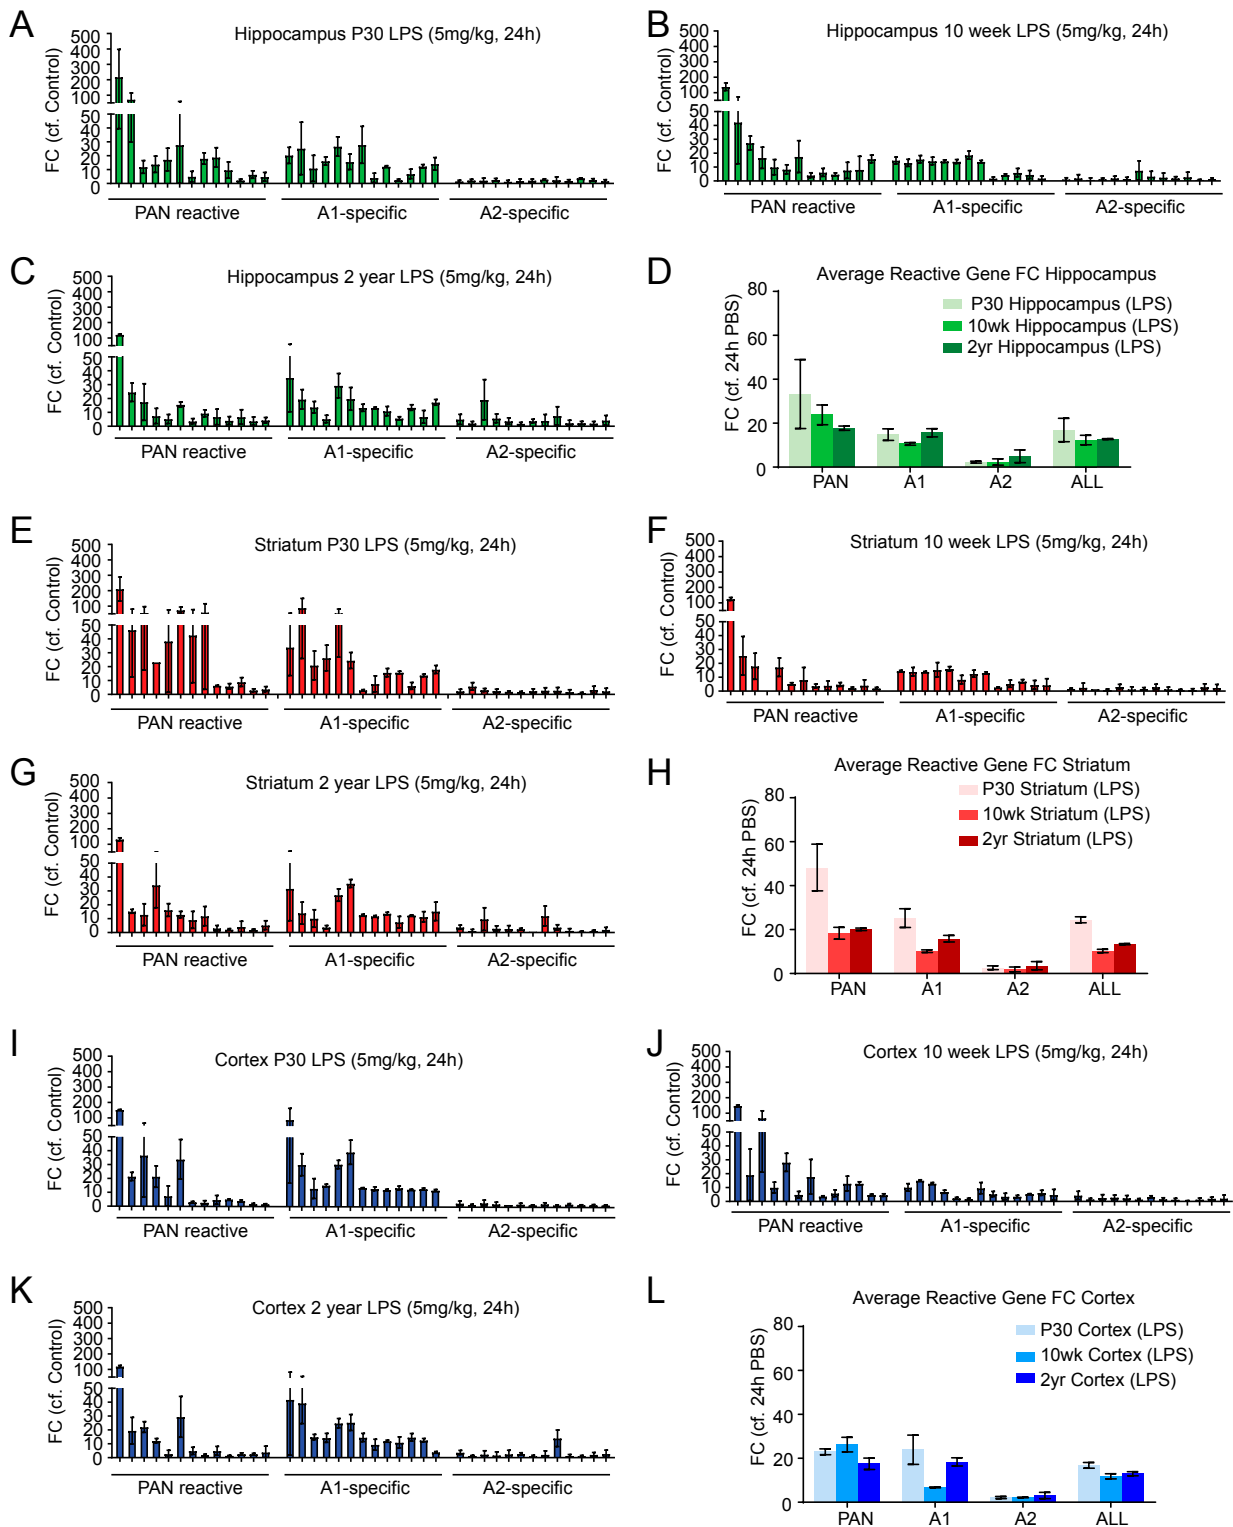 A
Hippocampus P30 LPS (5mg/kg, 24h)
FC (cf. Control)
500
400
300
200
100
50
40
30
20
10
0
PAN reactive
A1-specific
A2-specific
B
Hippocampus 10 week LPS (5mg/kg, 24h)
FC (cf. Control)
500
400
300
200
100
50
40
30
20
10
0
PAN reactive
A1-specific
A2-specific
C
Hippocampus 2 year LPS (5mg/kg, 24h)
FC (cf. Control)
500
400
300
200
100
50
40
30
20
10
0
PAN reactive
A1-specific
A2-specific
D
Average Reactive Gene FC Hippocampus
FC (cf. 24h PBS)
80
60
40
20
0
P30 Hippocampus (LPS)
10wk Hippocampus (LPS)
2yr Hippocampus (LPS)
PAN
A1
A2
ALL
E
Striatum P30 LPS (5mg/kg, 24h)
FC (cf. Control)
500
400
300
200
100
50
40
30
20
10
0
PAN reactive
A1-specific
A2-specific
F
Striatum 10 week LPS (5mg/kg, 24h)
FC (cf. Control)
500
400
300
200
100
50
40
30
20
10
0
PAN reactive
A1-specific
A2-specific
G
Striatum 2 year LPS (5mg/kg, 24h)
FC (cf. Control)
500
400
300
200
100
50
40
30
20
10
0
PAN reactive
A1-specific
A2-specific
H
Average Reactive Gene FC Striatum
FC (cf. 24h PBS)
80
60
40
20
0
P30 Striatum (LPS)
10wk Striatum (LPS)
2yr Striatum (LPS)
PAN
A1
A2
ALL
I
Cortex P30 LPS (5mg/kg, 24h)
FC (cf. Control)
500
400
300
200
100
50
40
30
20
10
0
PAN reactive
A1-specific
A2-specific
J
Cortex 10 week LPS (5mg/kg, 24h)
FC (cf. Control)
500
400
300
200
100
50
40
30
20
10
0
PAN reactive
A1-specific
A2-specific
K
Cortex 2 year LPS (5mg/kg, 24h)
FC (cf. Control)
500
400
300
200
100
50
40
30
20
10
0
PAN reactive
A1-specific
A2-specific
L
Average Reactive Gene FC Cortex
FC (cf. 24h PBS)
80
60
40
20
0
P30 Cortex (LPS)
10wk Cortex (LPS)
2yr Cortex (LPS)
PAN
A1
A2
ALL